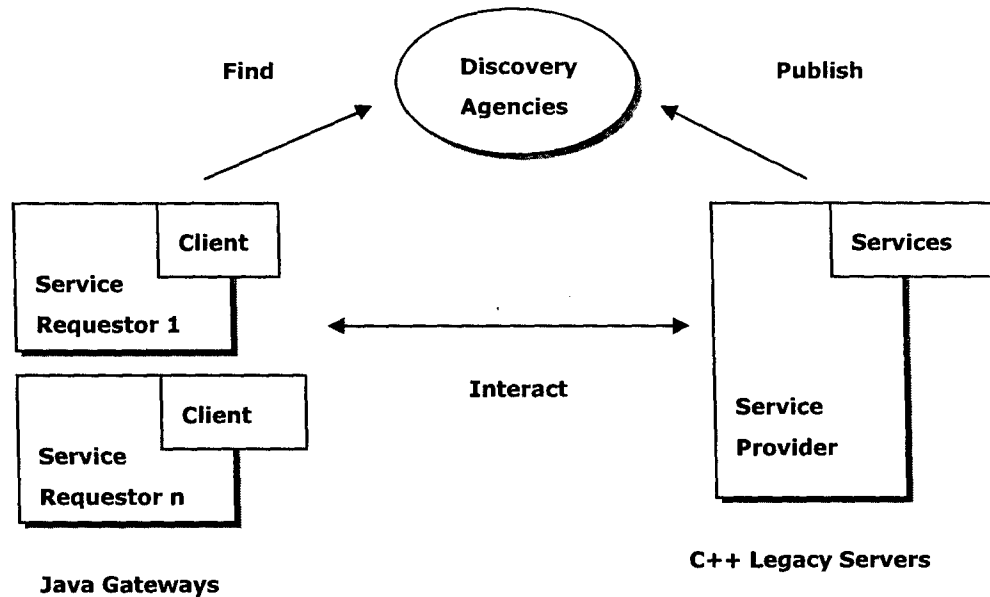 Find
Discovery
Agencies
Publish
Client
Service
Requestor 1
Services
Interact
Client
Service
Requestor n
Service
Provider
Java Gateways
C++ Legacy Servers